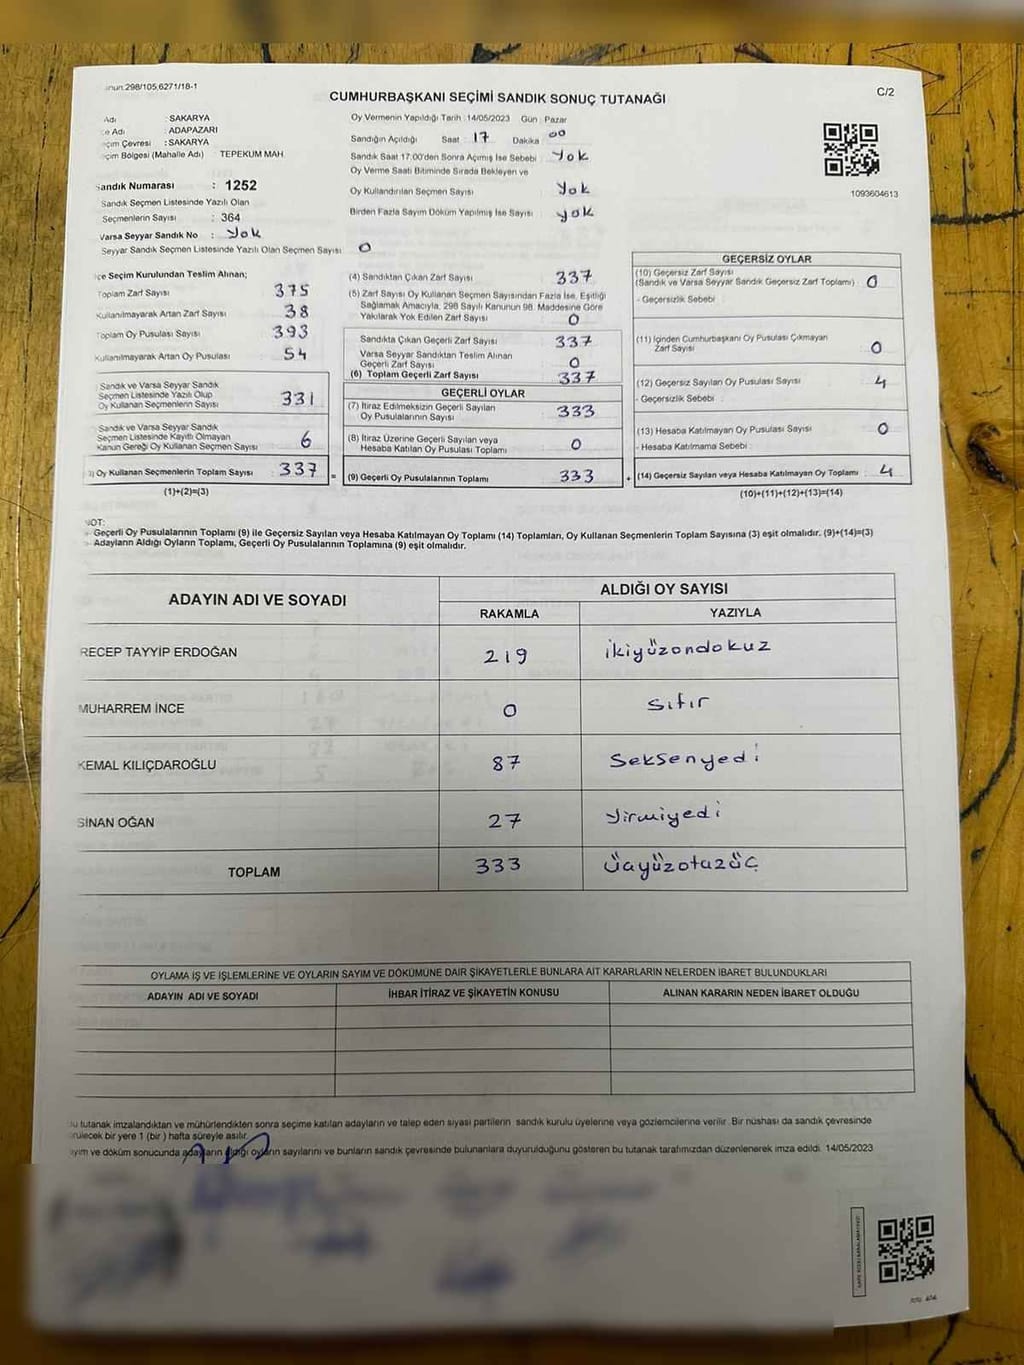 nun:298/105,6271/18-1
C/2
CUMHURBAŞKANI SEÇİMİ SANDIK SONUÇ TUTANAĞI
Adı : SAKARYA
çe Adı : ADAPAZARI
çim Çevresi : SAKARYA
çim Bölgesi (Mahalle Adı) TEPEKUM MAH.
Sandık Numarası : 1252
Sandık Seçmen Listesinde Yazılı Olan
Seçmenlerin Sayısı : 364
Varsa Seyyar Sandık No : Yok
Seyyar Sandık Seçmen Listesinde Yazılı Olan Seçmen Sayısı 0
Oy Vermenin Yapıldığı Tarih :14/05/2023 Gün : Pazar
Sandığın Açıldığı Saat : 17 Dakika : 00
Sandık Saat 17.00'den Sonra Açımış İse Sebebi : Yok
Oy Verme Saati Bitiminde Sırada Bekleyen ve
Oy Kullandırılan Seçmen Sayısı : Yok
Birden Fazla Sayım Döküm Yapılmış İse Sayısı : Yok
1093604613
çe Seçim Kurulundan Teslim Alınan;
Toplam Zarf Sayısı : 375
Kullanılmayarak Artan Zarf Sayısı : 38
Toplam Oy Pusulası Sayısı : 393
Kullanılmayarak Artan Oy Pusulası : 54
Sandık ve Varsa Seyyar Sandık
Seçmen Listesinde Yazılı Olup
Oy Kullanan Seçmenlerin Sayısı : 331
Sandık ve Varsa Seyyar Sandık
Seçmen Listesinde Kayıtlı Olmayan
Kanun Gereği Oy Kullanan Seçmen Sayısı : 6
) Oy Kullanan Seçmenlerin Toplam Sayısı : 337
(1)+(2)=(3)
=
(4) Sandıktan Çıkan Zarf Sayısı : 337
(5) Zarf Sayısı Oy Kullanan Seçmen Sayısından Fazla İse, Eşitliği
Sağlamak Amacıyla, 298 Sayılı Kanunun 98. Maddesine Göre
Yakılarak Yok Edilen Zarf Sayısı : 0
Sandıkta Çıkan Geçerli Zarf Sayısı : 337
Varsa Seyyar Sandıktan Teslim Alınan
Geçerli Zarf Sayısı : 0
(6) Toplam Geçerli Zarf Sayısı : 337
GEÇERLİ OYLAR
(7) İtiraz Edilmeksizin Geçerli Sayılan
Oy Pusulalarının Sayısı : 333
(8) İtiraz Üzerine Geçerli Sayılan veya
Hesaba Katılan Oy Pusulası Toplamı : 0
(9) Geçerli Oy Pusulalarının Toplamı : 333
+
GEÇERSİZ OYLAR
(10) Geçersiz Zarf Sayısı
(Sandık ve Varsa Seyyar Sandık Geçersiz Zarf Toplamı) : 0
- Geçersizlik Sebebi :
(11) İçinden Cumhurbaşkanı Oy Pusulası Çıkmayan
Zarf Sayısı : 0
(12) Geçersiz Sayılan Oy Pusulası Sayısı : 4
- Geçersizlik Sebebi :
(13) Hesaba Katılmayan Oy Pusulası Sayısı : 0
- Hesaba Katılmama Sebebi :
(14) Geçersiz Sayılan veya Hesaba Katılmayan Oy Toplamı : 4
(10)+(11)+(12)+(13)=(14)
NOT:
- Geçerli Oy Pusulalarının Toplamı (9) ile Geçersiz Sayılan veya Hesaba Katılmayan Oy Toplamı (14) Toplamları, Oy Kullanan Seçmenlerin Toplam Sayısına (3) eşit olmalıdır. (9)+(14)=(3)
- Adayların Aldığı Oyların Toplamı, Geçerli Oy Pusulalarının Toplamına (9) eşit olmalıdır.
ADAYIN ADI VE SOYADI
ALDIĞI OY SAYISI
RAKAMLA YAZIYLA
RECEP TAYYİP ERDOĞAN 219 ikiyüzondokuz
MUHARREM İNCE 0 Sıfır
KEMAL KILIÇDAROĞLU 87 Seksenyedi
SİNAN OĞAN 27 Yirmiyedi
TOPLAM 333 Üçyüzotuzüç
OYLAMA İŞ VE İŞLEMLERİNE VE OYLARIN SAYIM VE DÖKÜMÜNE DAİR ŞİKAYETLERLE BUNLARA AİT KARARLARIN NELERDEN İBARET BULUNDUKLARI
ADAYIN ADI VE SOYADI İHBAR İTİRAZ VE ŞİKAYETİN KONUSU ALINAN KARARIN NEDEN İBARET OLDUĞU
u tutanak imzalandıktan ve mühürlendikten sonra seçime katılan adayların ve talep eden siyasi partilerin sandık kurulu üyelerine veya gözlemcilerine verilir. Bir nüshası da sandık çevresinde
rülecek bir yere 1 (bir ) hafta süreyle asılır.
ayım ve döküm sonucunda adayların aldığı oyların sayılarını ve bunların sandık çevresinde bulunanlara duyurulduğunu gösteren bu tutanak tarafımızdan düzenlenerek imza edildi. 14/05/2023